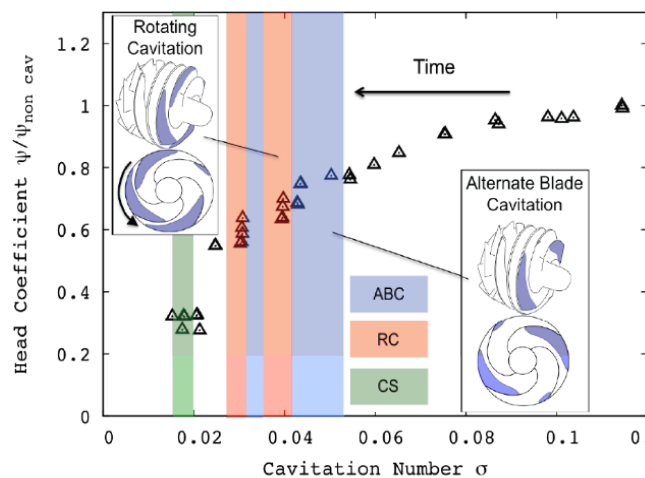 Head Coefficient ψ/ψnon cav
1.2
1
0.8
0.6
0.4
0.2
0
Rotating
Cavitation
Time
Alternate Blade
Cavitation
ABC
RC
CS
0
0.02
0.04
0.06
0.08
0.1
Cavitation Number σ